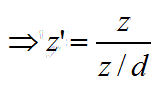 ⇒ z' = z / (z / d)